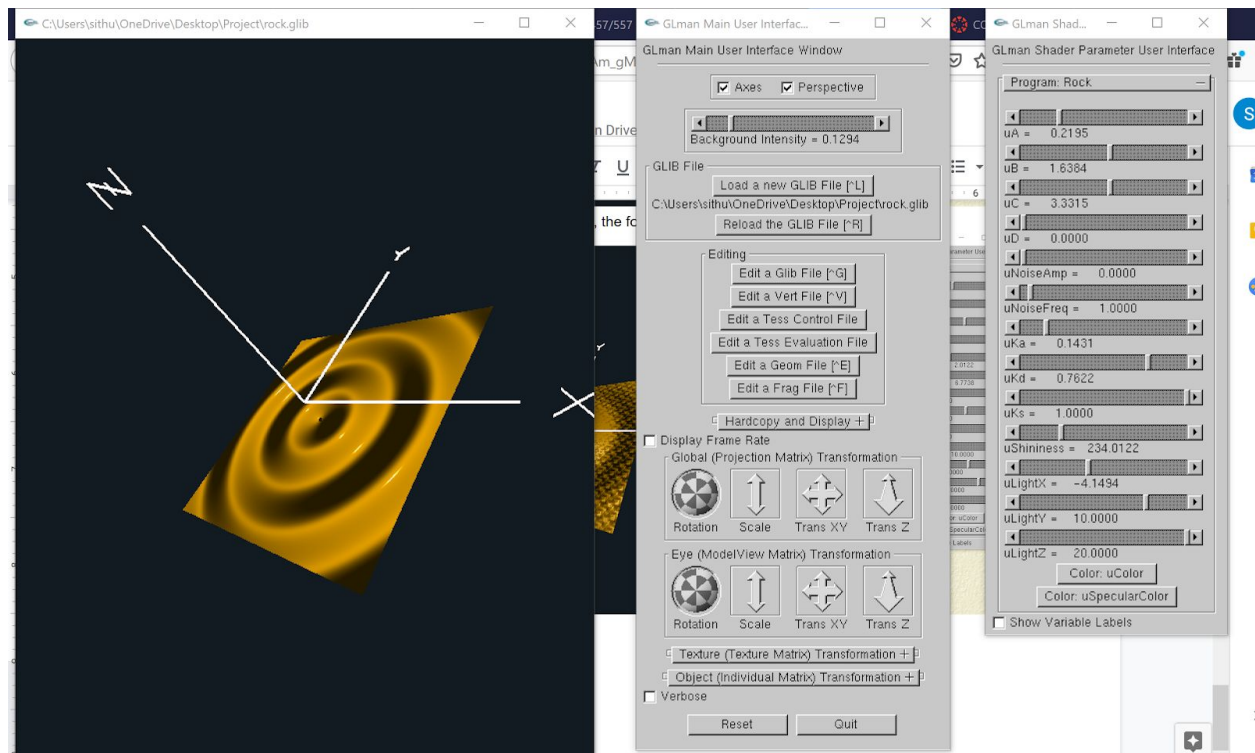 C:\Users\sithu\OneDrive\Desktop\Project\rock.glib
Z
Y
57/557
n Drive
U
, the fo
Y
X
GLman Main User Interfac...
GLman Main User Interface Window
Axes
Perspective
Background Intensity = 0.1294
GLIB File
Load a new GLIB File [^L]
C:\Users\sithu\OneDrive\Desktop\Project\rock.glib
Reload the GLIB File [^R]
Editing
Edit a Glib File [^G]
Edit a Vert File [^V]
Edit a Tess Control File
Edit a Tess Evaluation File
Edit a Geom File [^E]
Edit a Frag File [^F]
Hardcopy and Display +
Display Frame Rate
Global (Projection Matrix) Transformation
Rotation Scale Trans XY Trans Z
Eye (ModelView Matrix) Transformation
Rotation Scale Trans XY Trans Z
Texture (Texture Matrix) Transformation +
Object (Individual Matrix) Transformation +
Verbose
Reset Quit
6
GLman Shad...
GLman Shader Parameter User Interface
Program: Rock
uA = 0.2195
uB = 1.6384
uC = 3.3315
uD = 0.0000
uNoiseAmp = 0.0000
uNoiseFreq = 1.0000
uKa = 0.1431
uKd = 0.7622
uKs = 1.0000
uShininess = 234.0122
uLightX = -4.1494
uLightY = 10.0000
uLightZ = 20.0000
Color: uColor
Color: uSpecularColor
Show Variable Labels
S